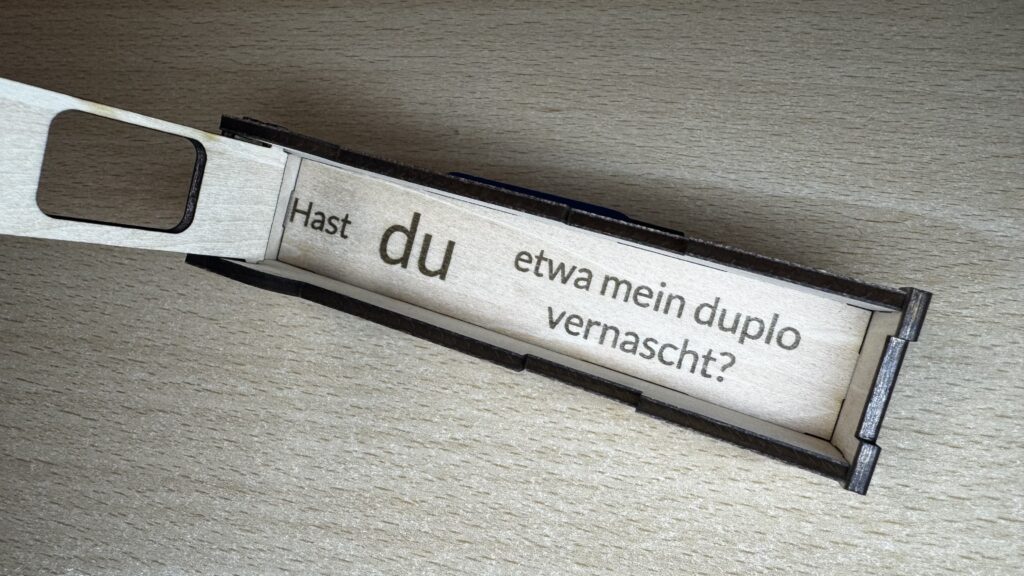 Hast du etwa mein duplo
vernascht?